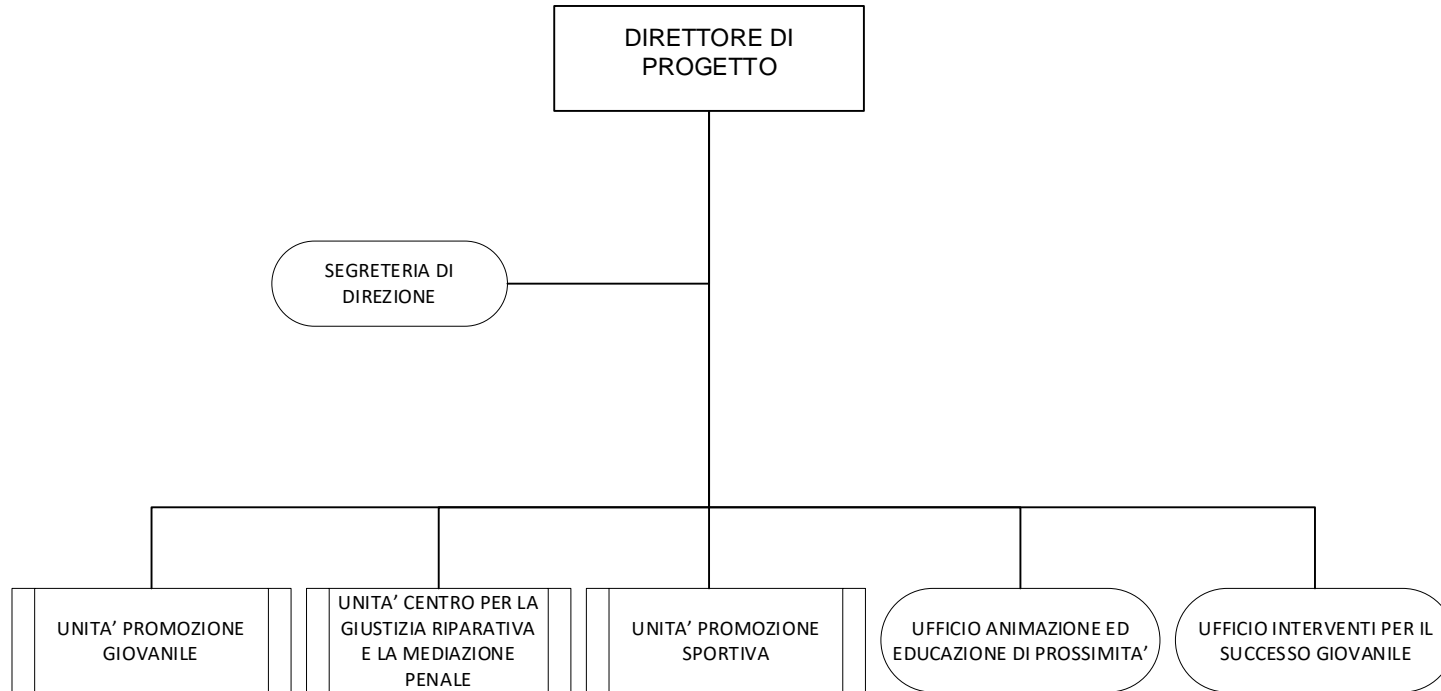 DIRETTORE DI
PROGETTO
SEGRETERIA DI
DIREZIONE
UNITA’ PROMOZIONE
GIOVANILE
UNITA’ CENTRO PER LA
GIUSTIZIA RIPARATIVA
E LA MEDIAZIONE
PENALE
UNITA’ PROMOZIONE
SPORTIVA
UFFICIO ANIMAZIONE ED
EDUCAZIONE DI PROSSIMITA’
UFFICIO INTERVENTI PER IL
SUCCESSO GIOVANILE